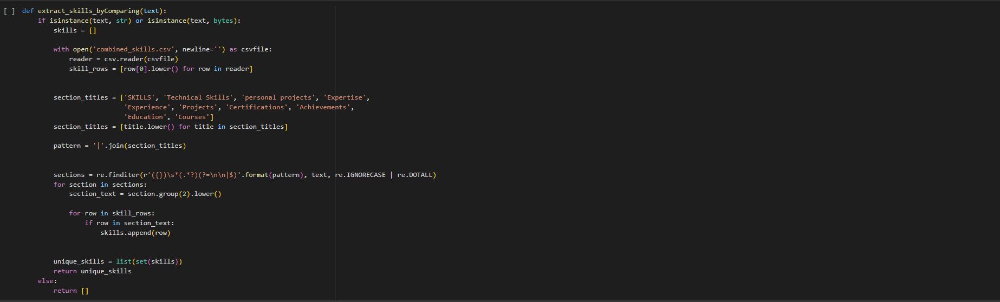 [ ] def extract_skills_byComparing(text):
    if isinstance(text, str) or isinstance(text, bytes):
        skills = []

        with open('combined_skills.csv', newline='') as csvfile:
            reader = csv.reader(csvfile)
            skill_rows = [row[0].lower() for row in reader]

        section_titles = ['SKILLS', 'Technical Skills', 'personal projects', 'Expertise',
                          'Experience', 'Projects', 'Certifications', 'Achievements',
                          'Education', 'Courses']
        section_titles = [title.lower() for title in section_titles]

        pattern = '|'.join(section_titles)

        sections = re.finditer(r'({})\s*(.*?)(?=\n\n|$)'.format(pattern), text, re.IGNORECASE | re.DOTALL)
        for section in sections:
            section_text = section.group(2).lower()

            for row in skill_rows:
                if row in section_text:
                    skills.append(row)

        unique_skills = list(set(skills))
        return unique_skills
    else:
        return []